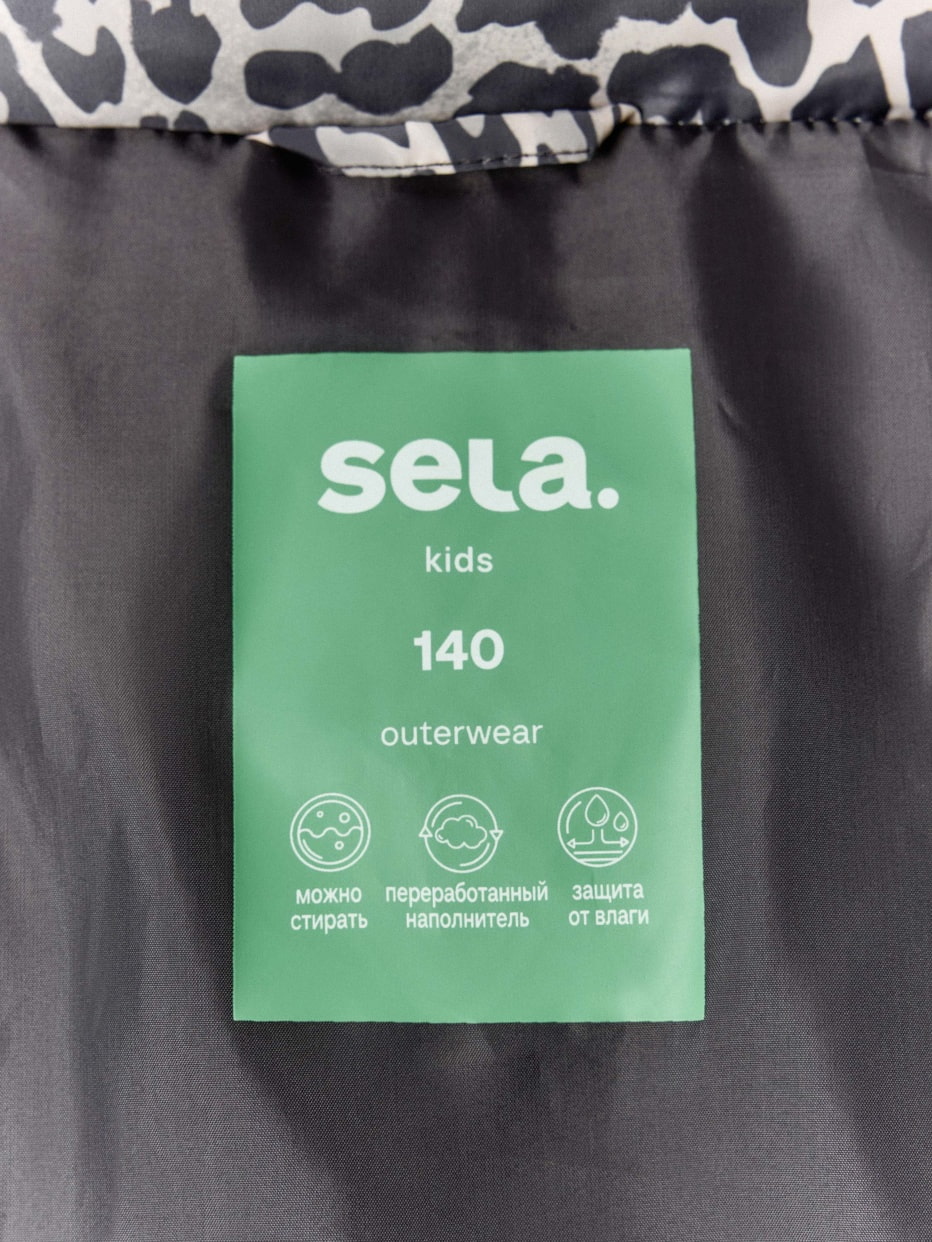 sela.
kids
140
outerwear
можно переработанный защита
стирать наполнитель от влаги